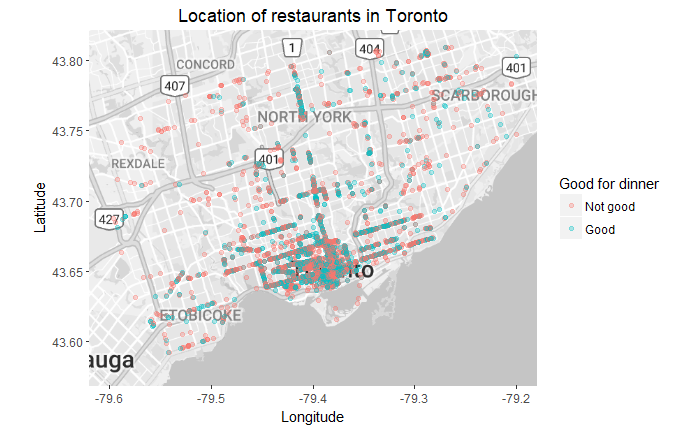 Location of restaurants in Toronto
43.80
43.75
43.70
43.65
43.60
Latitude
1
404
CONCORD
407
401
SCARBOROUGH
NORTH YORK
401
REXDALE
427
ETOBICOKE
auga
-79.6
-79.5
-79.4
-79.3
-79.2
Longitude
Good for dinner
Not good
Good